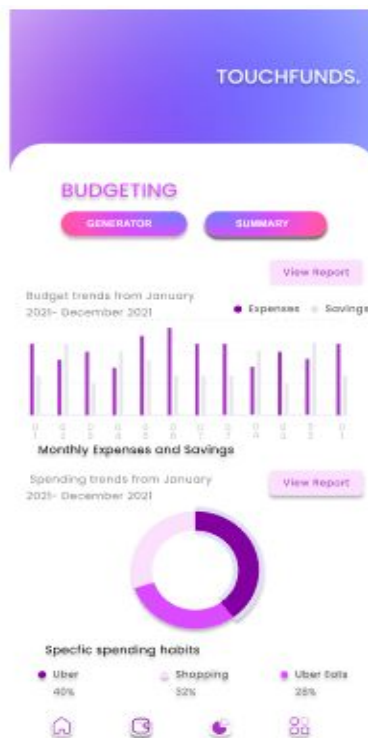 TOUCHFUNDS.
BUDGETING
GENERATOR SUMMARY
View Report
Budget trends from January
2021- December 2021
Expenses Savings
Monthly Expenses and Savings
Spending trends from January
2021- December 2021
View Report
Specfic spending habits
Uber Shopping Uber Eats
40% 32% 28%